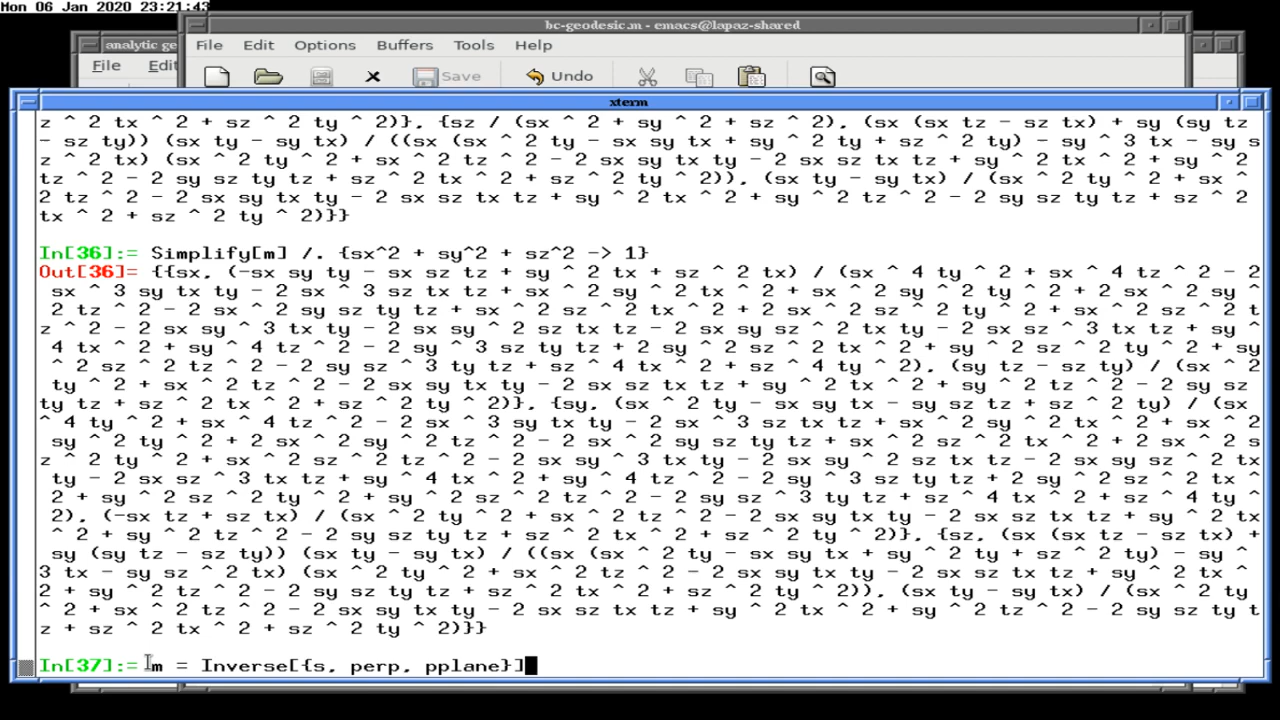 Mon 06 Jan 2020 23:21:43
bc-geodesic.m - emacs@lapaz-shared
analytic ge
File Edit Options Buffers Tools Help
File Edit
Save Undo
xterm
z ^ 2 tx ^ 2 + sz ^ 2 ty ^ 2)}, {sz / (sx ^ 2 + sy ^ 2 + sz ^ 2), (sx (sx tz - sz tx) + sy (sy tz
- sz ty)) (sx ty - sy tx) / ((sx (sx ^ 2 ty - sx sy tx + sy ^ 2 ty + sz ^ 2 ty) - sy ^ 3 tx - sy s
z ^ 2 tx) (sx ^ 2 ty ^ 2 + sx ^ 2 tz ^ 2 - 2 sx sy tx ty - 2 sx sz tx tz + sy ^ 2 tx ^ 2 + sy ^ 2
tz ^ 2 - 2 sy sz ty tz + sz ^ 2 tx ^ 2 + sz ^ 2 ty ^ 2)), (sx ty - sy tx) / (sx ^ 2 ty ^ 2 + sx ^
2 tz ^ 2 - 2 sx sy tx ty - 2 sx sz tx tz + sy ^ 2 tx ^ 2 + sy ^ 2 tz ^ 2 - 2 sy sz ty tz + sz ^ 2
tx ^ 2 + sz ^ 2 ty ^ 2)}}
In[36]:= Simplify[m] /. {sx^2 + sy^2 + sz^2 -> 1}
Out[36]= {{sx, (-sx sy ty - sx sz tz + sy ^ 2 tx + sz ^ 2 tx) / (sx ^ 4 ty ^ 2 + sx ^ 4 tz ^ 2 - 2
sx ^ 3 sy tx ty - 2 sx ^ 3 sz tx tz + sx ^ 2 sy ^ 2 tx ^ 2 + sx ^ 2 sy ^ 2 ty ^ 2 + 2 sx ^ 2 sy ^
2 tz ^ 2 - 2 sx ^ 2 sy sz ty tz + sx ^ 2 sz ^ 2 tx ^ 2 + 2 sx ^ 2 sz ^ 2 ty ^ 2 + sx ^ 2 sz ^ 2 t
z ^ 2 - 2 sx sy ^ 3 tx ty - 2 sx sy ^ 2 sz tx tz - 2 sx sy sz ^ 2 tx ty - 2 sx sz ^ 3 tx tz + sy ^
4 tx ^ 2 + sy ^ 4 tz ^ 2 - 2 sy ^ 3 sz ty tz + 2 sy ^ 2 sz ^ 2 tx ^ 2 + sy ^ 2 sz ^ 2 ty ^ 2 + sy
^ 2 sz ^ 2 tz ^ 2 - 2 sy sz ^ 3 ty tz + sz ^ 4 tx ^ 2 + sz ^ 4 ty ^ 2), (sy tz - sz ty) / (sx ^ 2
ty ^ 2 + sx ^ 2 tz ^ 2 - 2 sx sy tx ty - 2 sx sz tx tz + sy ^ 2 tx ^ 2 + sy ^ 2 tz ^ 2 - 2 sy sz
ty tz + sz ^ 2 tx ^ 2 + sz ^ 2 ty ^ 2)}, {sy, (sx ^ 2 ty - sx sy tx - sy sz tz + sz ^ 2 ty) / (sx
^ 4 ty ^ 2 + sx ^ 4 tz ^ 2 - 2 sx ^ 3 sy tx ty - 2 sx ^ 3 sz tx tz + sx ^ 2 sy ^ 2 tx ^ 2 + sx ^ 2
sy ^ 2 ty ^ 2 + 2 sx ^ 2 sy ^ 2 tz ^ 2 - 2 sx ^ 2 sy sz ty tz + sx ^ 2 sz ^ 2 tx ^ 2 + 2 sx ^ 2 s
z ^ 2 ty ^ 2 + sx ^ 2 sz ^ 2 tz ^ 2 - 2 sx sy ^ 3 tx ty - 2 sx sy ^ 2 sz tx tz - 2 sx sy sz ^ 2 tx
ty - 2 sx sz ^ 3 tx tz + sy ^ 4 tx ^ 2 + sy ^ 4 tz ^ 2 - 2 sy ^ 3 sz ty tz + 2 sy ^ 2 sz ^ 2 tx ^
2 + sy ^ 2 sz ^ 2 ty ^ 2 + sy ^ 2 sz ^ 2 tz ^ 2 - 2 sy sz ^ 3 ty tz + sz ^ 4 tx ^ 2 + sz ^ 4 ty ^
2), (-sx tz + sz tx) / (sx ^ 2 ty ^ 2 + sx ^ 2 tz ^ 2 - 2 sx sy tx ty - 2 sx sz tx tz + sy ^ 2 tx
^ 2 + sy ^ 2 tz ^ 2 - 2 sy sz ty tz + sz ^ 2 tx ^ 2 + sz ^ 2 ty ^ 2)}, {sz, (sx (sx tz - sz tx) +
sy (sy tz - sz ty)) (sx ty - sy tx) / ((sx (sx ^ 2 ty - sx sy tx + sy ^ 2 ty + sz ^ 2 ty) - sy ^
3 tx - sy sz ^ 2 tx) (sx ^ 2 ty ^ 2 + sx ^ 2 tz ^ 2 - 2 sx sy tx ty - 2 sx sz tx tz + sy ^ 2 tx ^
2 + sy ^ 2 tz ^ 2 - 2 sy sz ty tz + sz ^ 2 tx ^ 2 + sz ^ 2 ty ^ 2)), (sx ty - sy tx) / (sx ^ 2 ty
^ 2 + sx ^ 2 tz ^ 2 - 2 sx sy tx ty - 2 sx sz tx tz + sy ^ 2 tx ^ 2 + sy ^ 2 tz ^ 2 - 2 sy sz ty t
z + sz ^ 2 tx ^ 2 + sz ^ 2 ty ^ 2)}}
In[37]:= m = Inverse[{s, perp, pplane}]